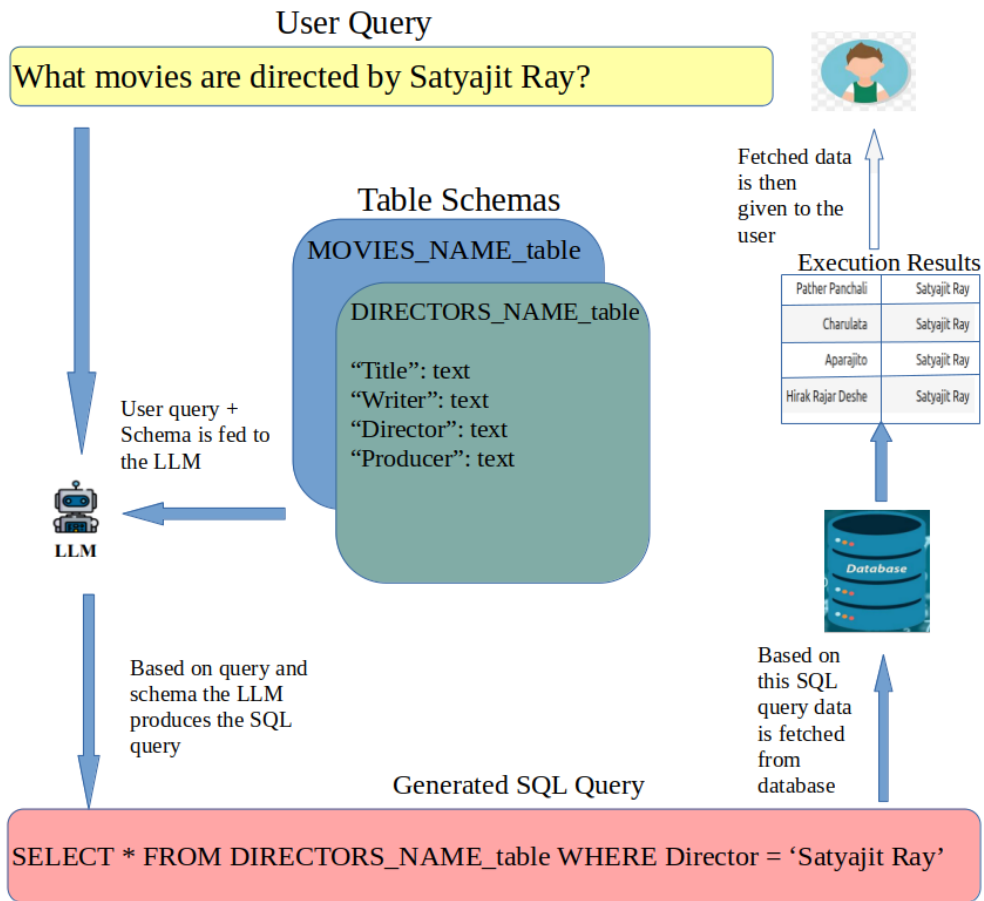 User Query
What movies are directed by Satyajit Ray?
Fetched data
is then
given to the
user
Table Schemas
MOVIES_NAME_table
DIRECTORS_NAME_table
“Title”: text
“Writer”: text
“Director”: text
“Producer”: text
Execution Results
Pather Panchali Satyajit Ray
Charulata Satyajit Ray
Aparajito Satyajit Ray
Hirak Rajar Deshe Satyajit Ray
User query +
Schema is fed to
the LLM
LLM
Database
Based on query and
schema the LLM
produces the SQL
query
Based on
this SQL
query data
is fetched
from
database
Generated SQL Query
SELECT * FROM DIRECTORS_NAME_table WHERE Director = ‘Satyajit Ray’